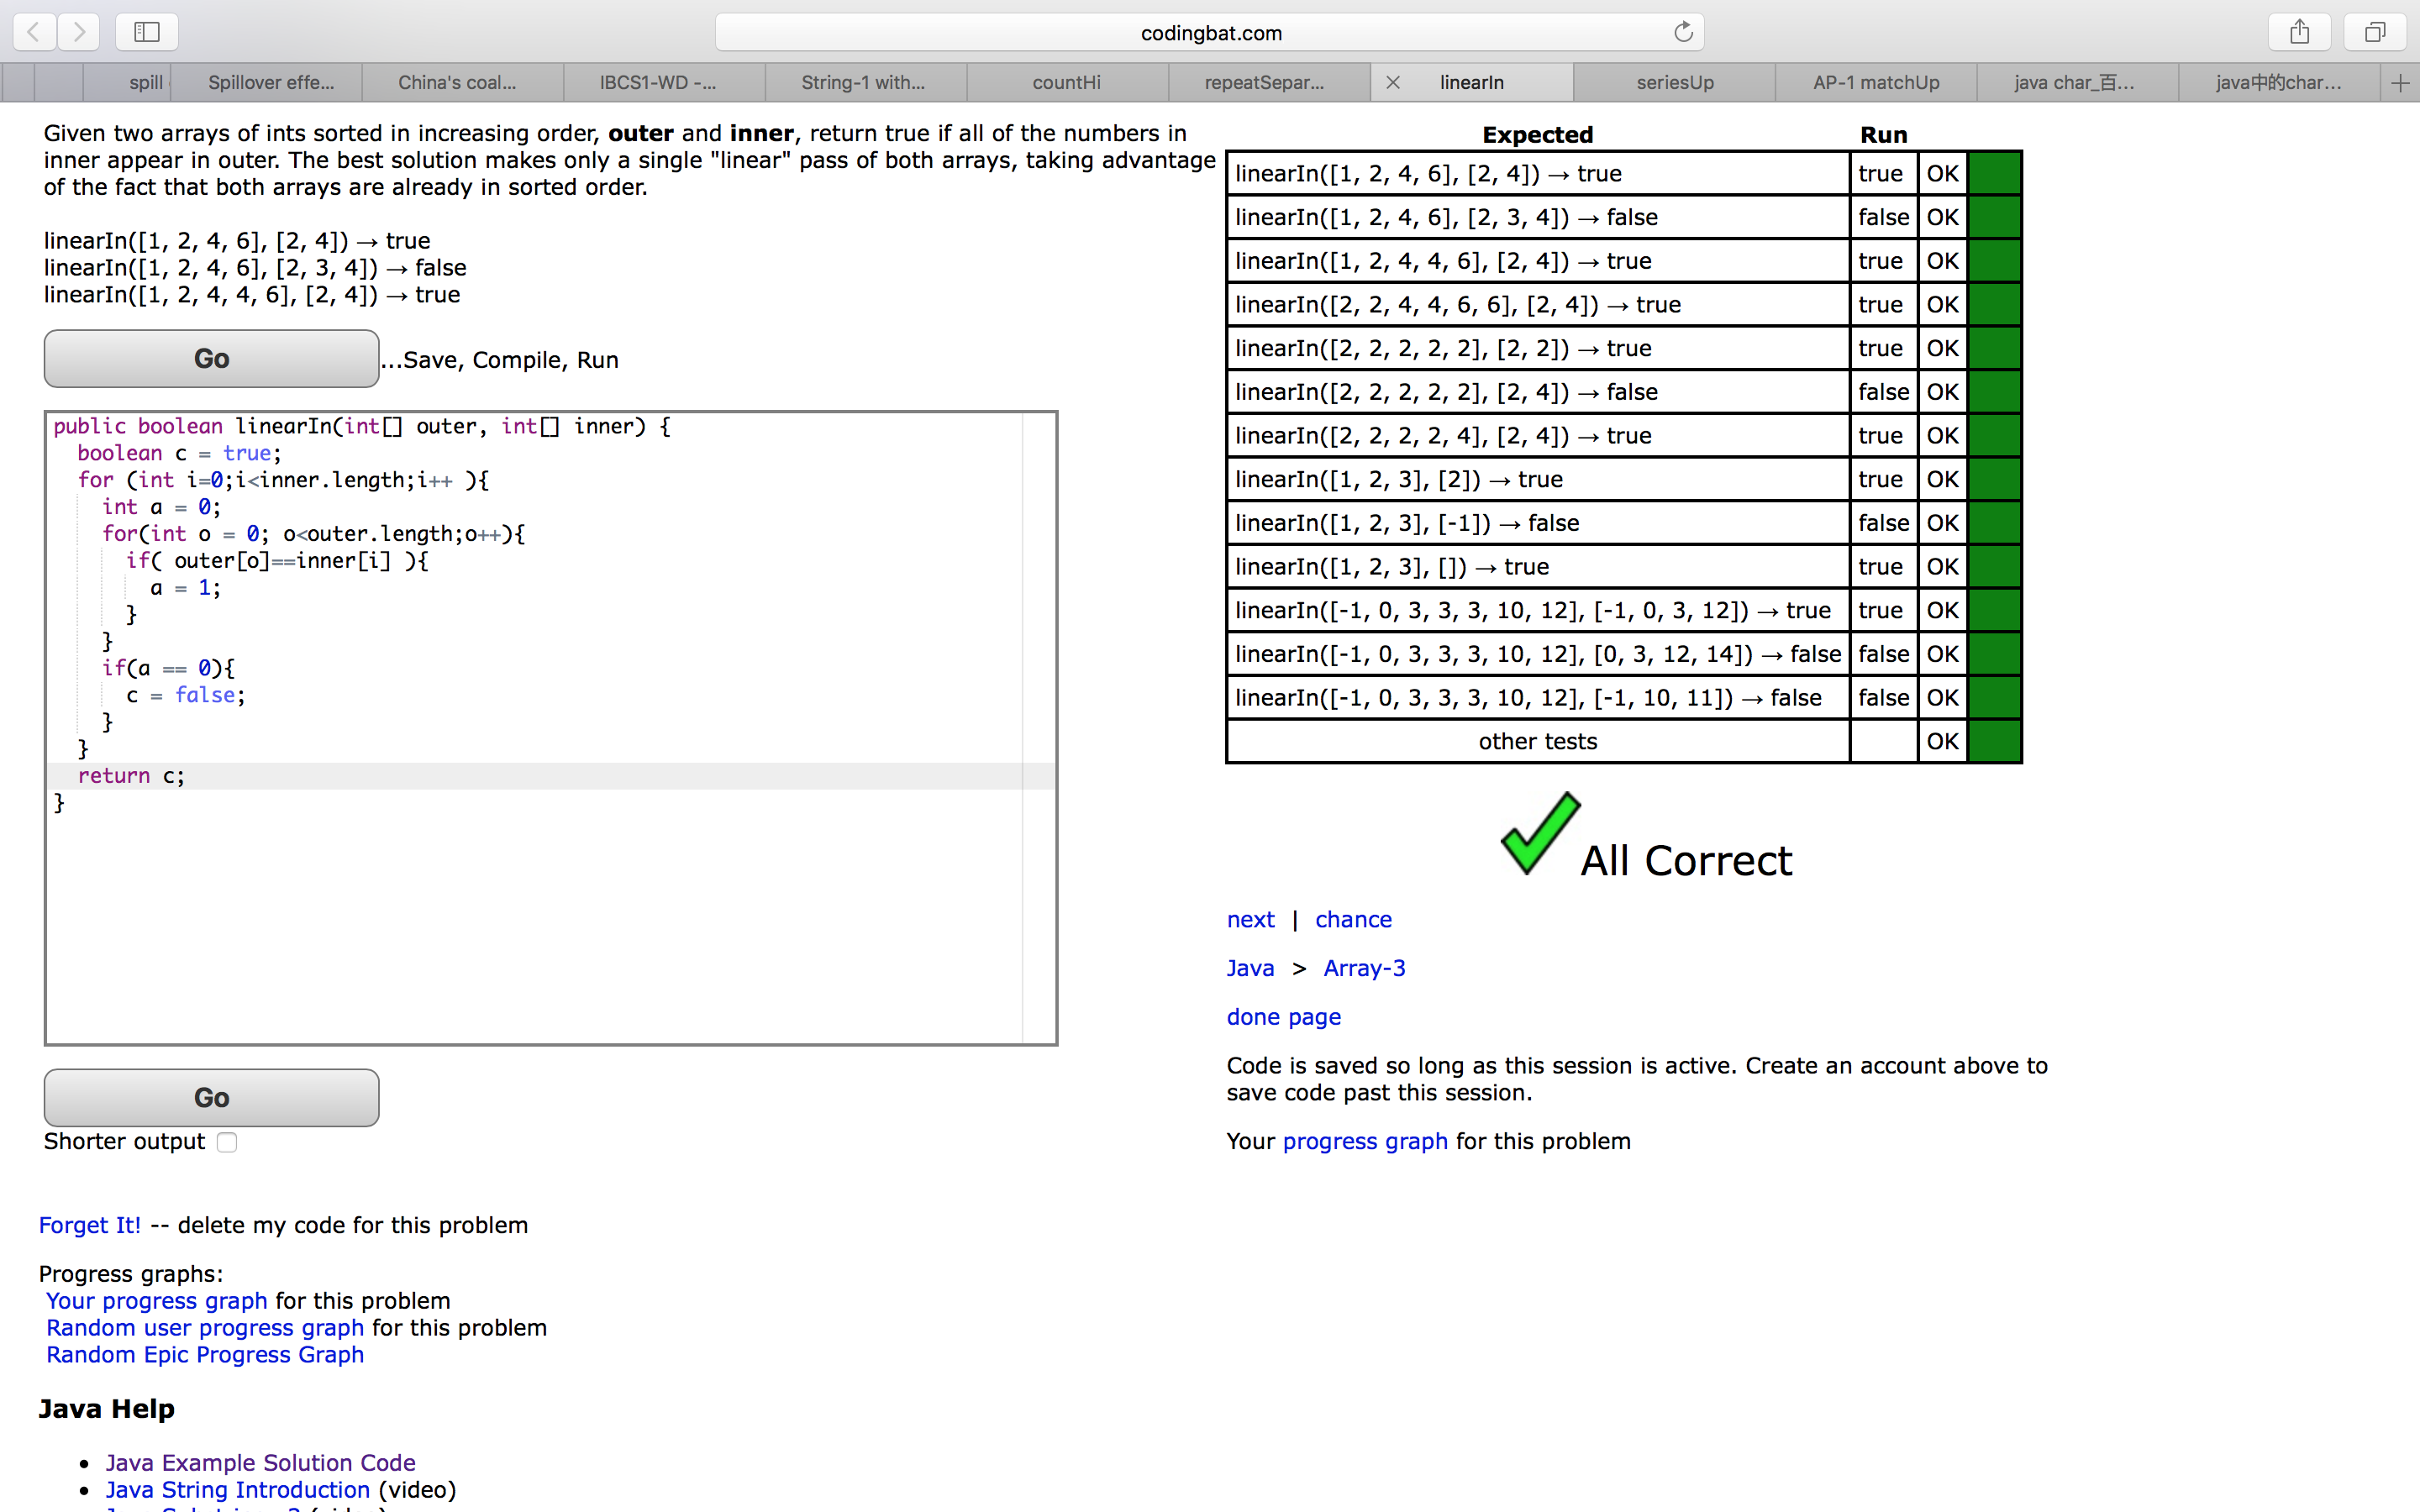 codingbat.com
spill
Spillover effe...
China's coal...
IBCS1-WD -...
String-1 with...
countHi
repeatSepar...
linearIn
seriesUp
AP-1 matchUp
java char_百...
java中的char...
Given two arrays of ints sorted in increasing order, outer and inner, return true if all of the numbers in
inner appear in outer. The best solution makes only a single "linear" pass of both arrays, taking advantage
of the fact that both arrays are already in sorted order.
linearIn([1, 2, 4, 6], [2, 4]) → true
linearIn([1, 2, 4, 6], [2, 3, 4]) → false
linearIn([1, 2, 4, 4, 6], [2, 4]) → true
Go
...Save, Compile, Run
public boolean linearIn(int[] outer, int[] inner) {
boolean c = true;
for (int i=0;i<inner.length;i++ ){
int a = 0;
for(int o = 0; o<outer.length;o++){
if( outer[o]==inner[i] ){
a = 1;
}
}
if(a == 0){
c = false;
}
}
return c;
}
Go
Shorter output
Forget It! -- delete my code for this problem
Progress graphs:
Your progress graph for this problem
Random user progress graph for this problem
Random Epic Progress Graph
Java Help
• Java Example Solution Code
• Java String Introduction (video)
Expected Run
linearIn([1, 2, 4, 6], [2, 4]) → true true OK
linearIn([1, 2, 4, 6], [2, 3, 4]) → false false OK
linearIn([1, 2, 4, 4, 6], [2, 4]) → true true OK
linearIn([2, 2, 4, 4, 6, 6], [2, 4]) → true true OK
linearIn([2, 2, 2, 2, 2], [2, 2]) → true true OK
linearIn([2, 2, 2, 2, 2], [2, 4]) → false false OK
linearIn([2, 2, 2, 2, 4], [2, 4]) → true true OK
linearIn([1, 2, 3], [2]) → true true OK
linearIn([1, 2, 3], [-1]) → false false OK
linearIn([1, 2, 3], []) → true true OK
linearIn([-1, 0, 3, 3, 3, 10, 12], [-1, 0, 3, 12]) → true true OK
linearIn([-1, 0, 3, 3, 3, 10, 12], [0, 3, 12, 14]) → false false OK
linearIn([-1, 0, 3, 3, 3, 10, 12], [-1, 10, 11]) → false false OK
other tests OK
All Correct
next | chance
Java > Array-3
done page
Code is saved so long as this session is active. Create an account above to
save code past this session.
Your progress graph for this problem